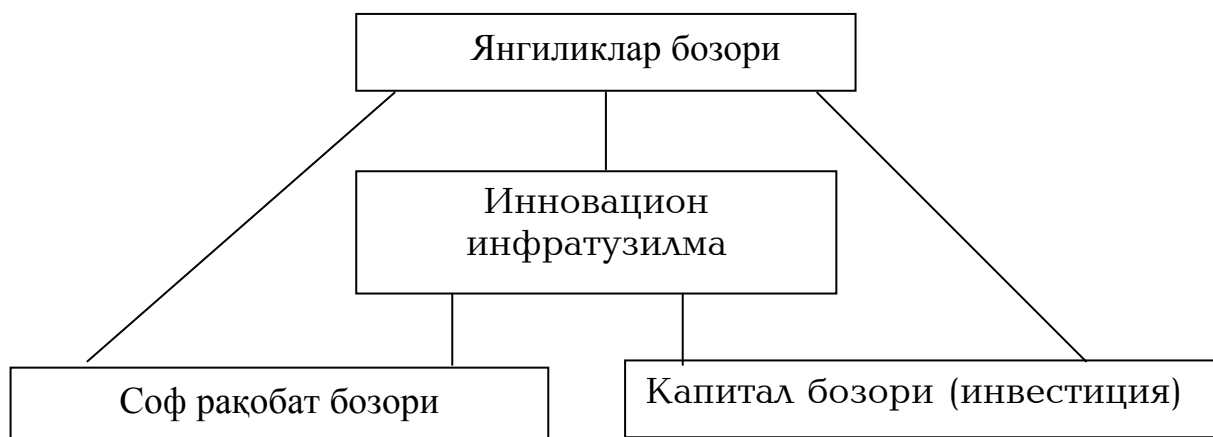 Янгиликлар бозори
Инновацион
инфратузилма
Соф рақобат бозори
Капитал бозори (инвестиция)